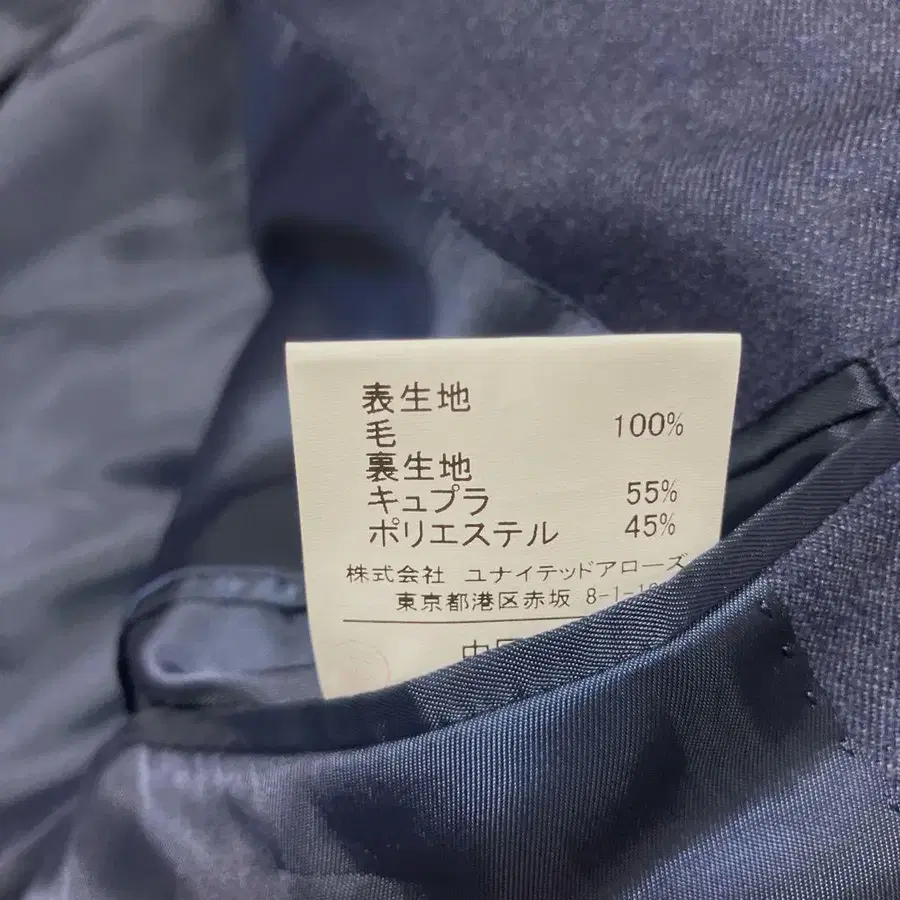 表生地
毛 100%
裏生地
キュプラ 55%
ポリエステル 45%
株式会社 ユナイテッドアローズ
東京都港区赤坂 8-1-